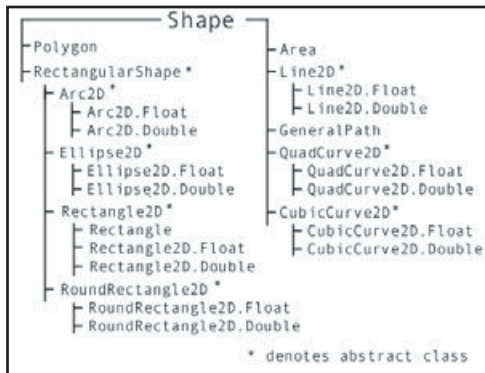 Shape
Polygon
RectangularShape *
Arc2D *
Arc2D.Float
Arc2D.Double
Ellipse2D *
Ellipse2D.Float
Ellipse2D.Double
Rectangle2D *
Rectangle
Rectangle2D.Float
Rectangle2D.Double
RoundRectangle2D *
RoundRectangle2D.Float
RoundRectangle2D.Double
Area
Line2D *
Line2D.Float
Line2D.Double
GeneralPath
QuadCurve2D *
QuadCurve2D.Float
QuadCurve2D.Double
CubicCurve2D *
CubicCurve2D.Float
CubicCurve2D.Double
* denotes abstract class